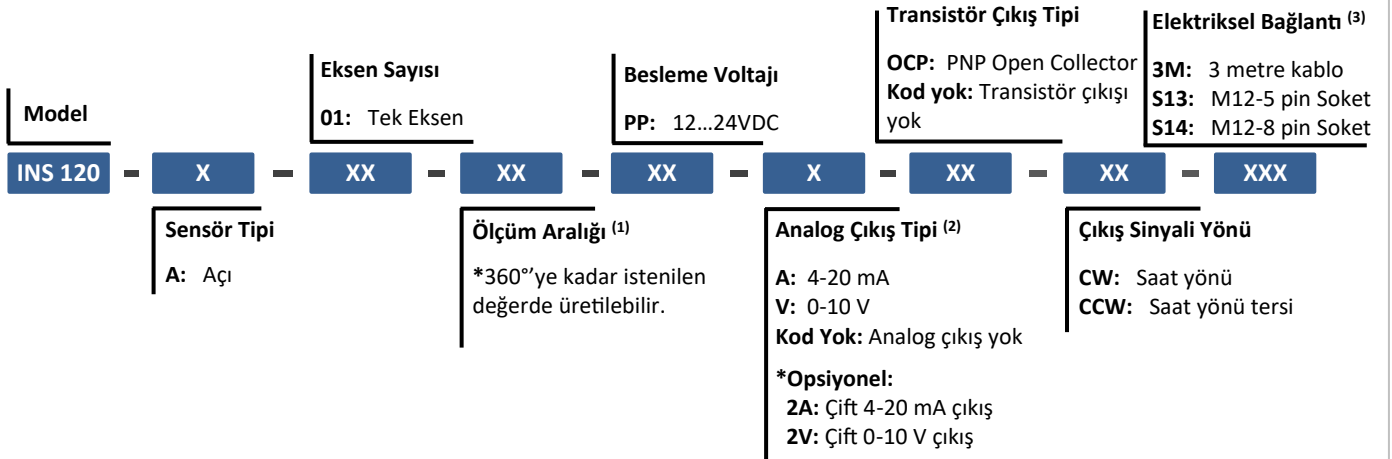 Model
Eksen Sayısı
01: Tek Eksen
Besleme Voltajı
PP: 12...24VDC
Transistör Çıkış Tipi
OCP: PNP Open Collector
Kod yok: Transistör çıkışı
yok
Elektriksel Bağlantı (3)
3M: 3 metre kablo
S13: M12-5 pin Soket
S14: M12-8 pin Soket
INS 120 – X – XX – XX – XX – X – XX – XX – XXX
Sensör Tipi
A: Açı
Ölçüm Aralığı (1)
*360°'ye kadar istenilen
değerde üretilebilir.
Analog Çıkış Tipi (2)
A: 4-20 mA
V: 0-10 V
Kod Yok: Analog çıkış yok
*Opsiyonel:
2A: Çift 4-20 mA çıkış
2V: Çift 0-10 V çıkış
Çıkış Sinyali Yönü
CW: Saat yönü
CCW: Saat yönü tersi